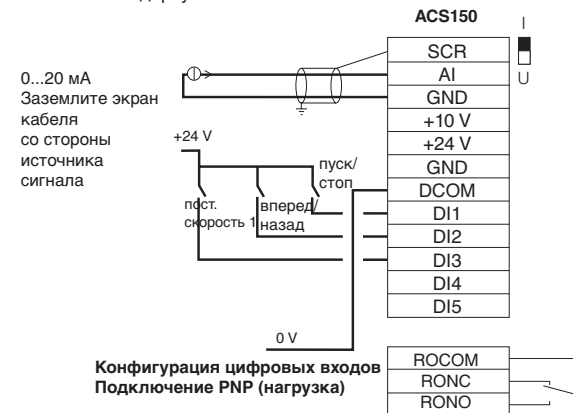 ACS150
I
U
SCR
AI
GND
+10 V
+24 V
GND
DCOM
DI1
DI2
DI3
DI4
DI5
0...20 мА
Заземлите экран
кабеля
со стороны
источника
сигнала
+24 V
пуск/
стоп
вперед/
назад
пост.
скорость 1
0 V
Конфигурация цифровых входов
Подключение PNP (нагрузка)
ROCOM
RONC
RONO